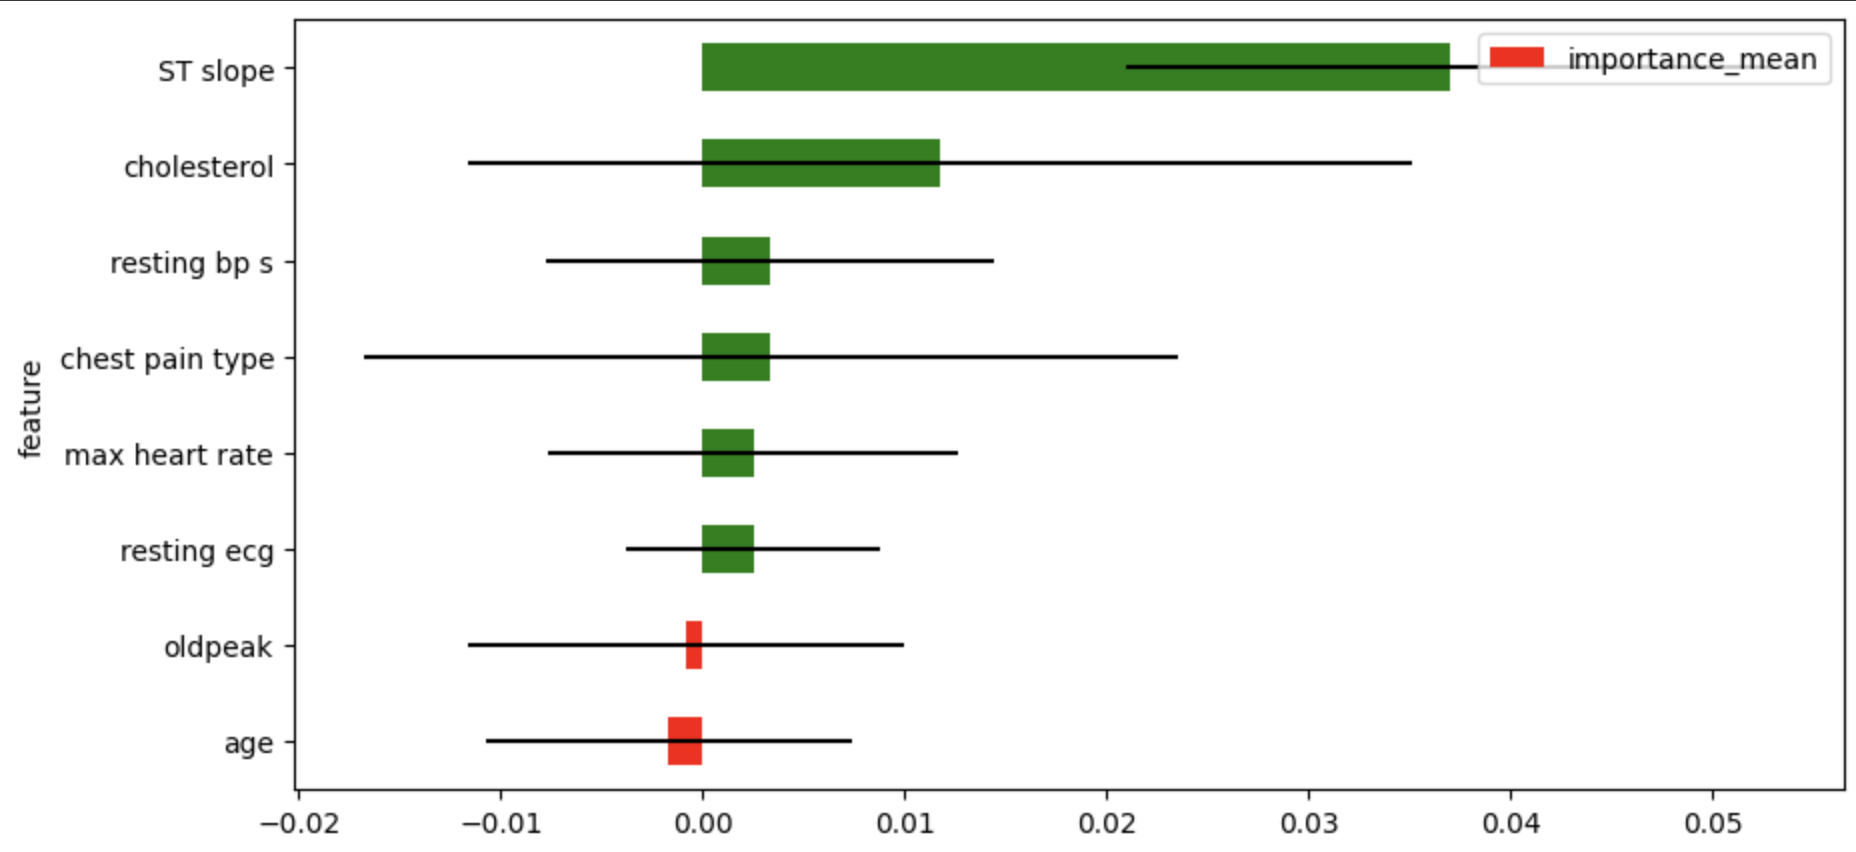 ST slope
importance_mean
cholesterol
resting bp s
chest pain type
feature
max heart rate
resting ecg
oldpeak
age
−0.02 −0.01 0.00 0.01 0.02 0.03 0.04 0.05